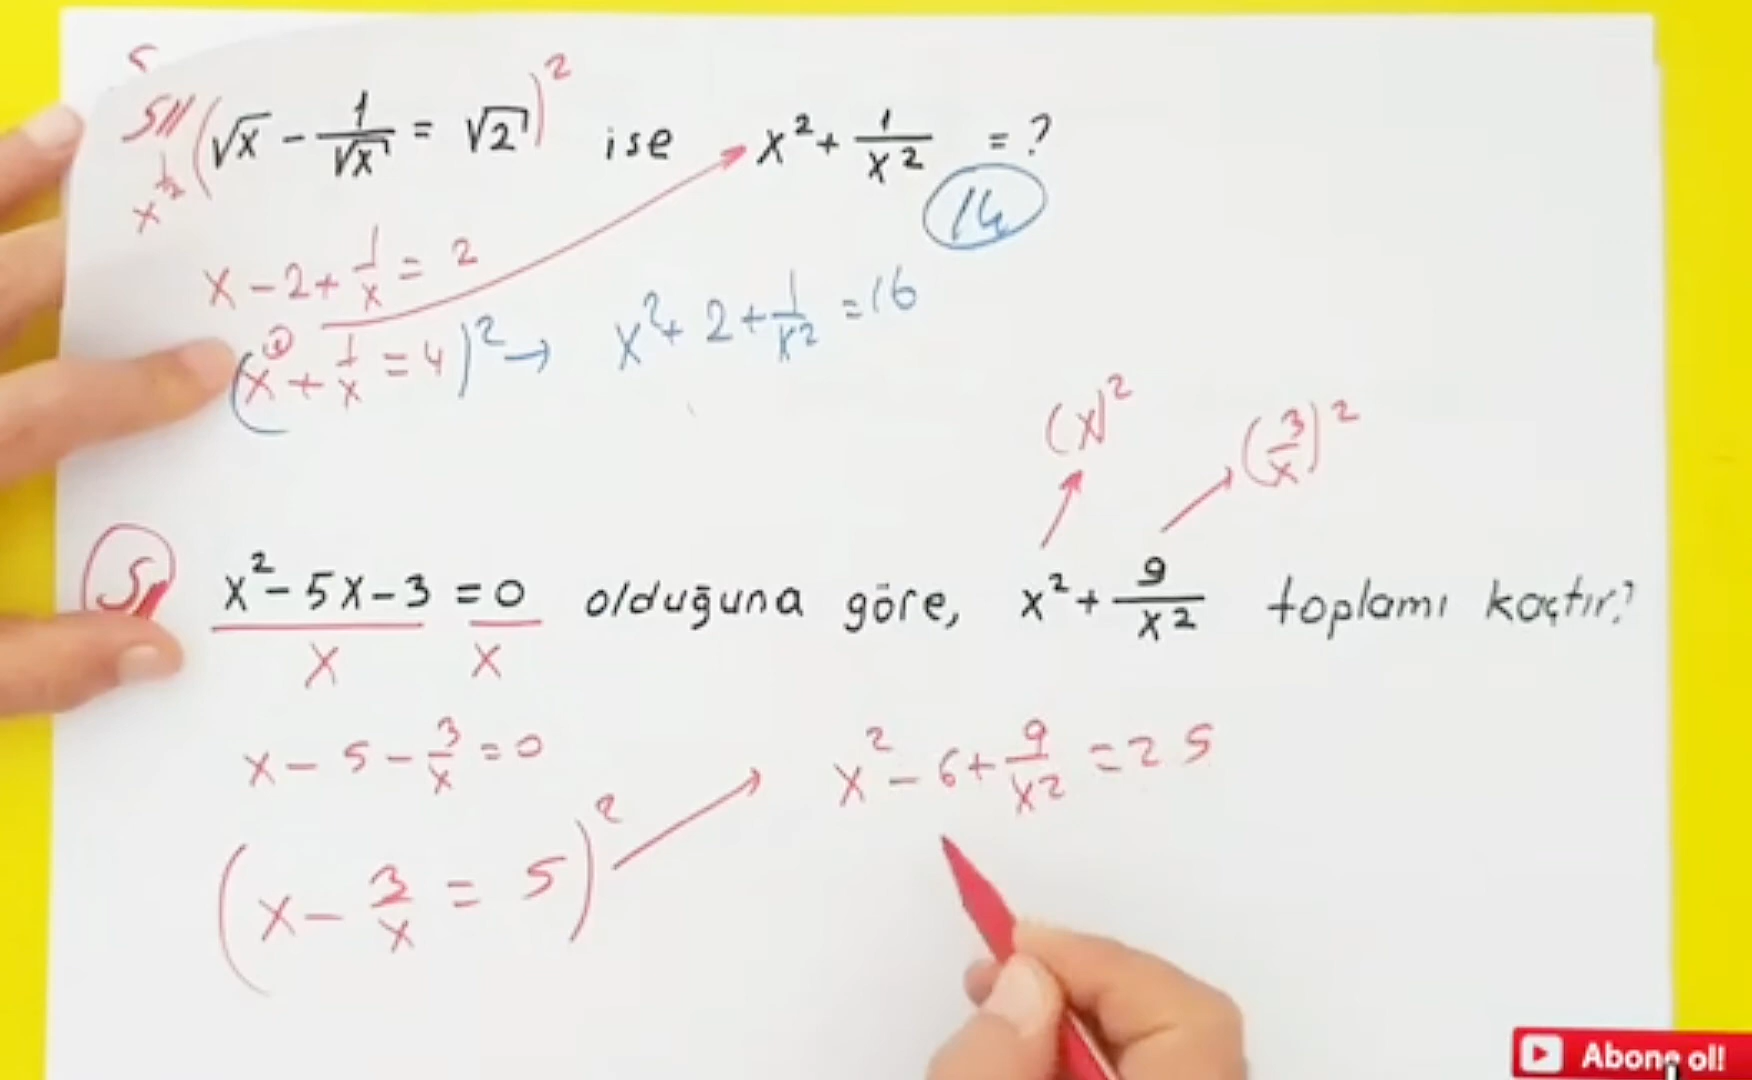 S// (√x - 1/√x = √2)² ise x² + 1/x² = ?
x^1/2
14
x - 2 + 1/x = 2
(x + 1/x = 4)² → x² + 2 + 1/x² = 16
(x)² (3/x)²
S// x² - 5x - 3 = 0 olduğuna göre, x² + 9/x² toplamı kaçtır?
x x
x - 5 - 3/x = 0
x² - 6 + 9/x² = 25
(x - 3/x = 5)²
Abone ol!